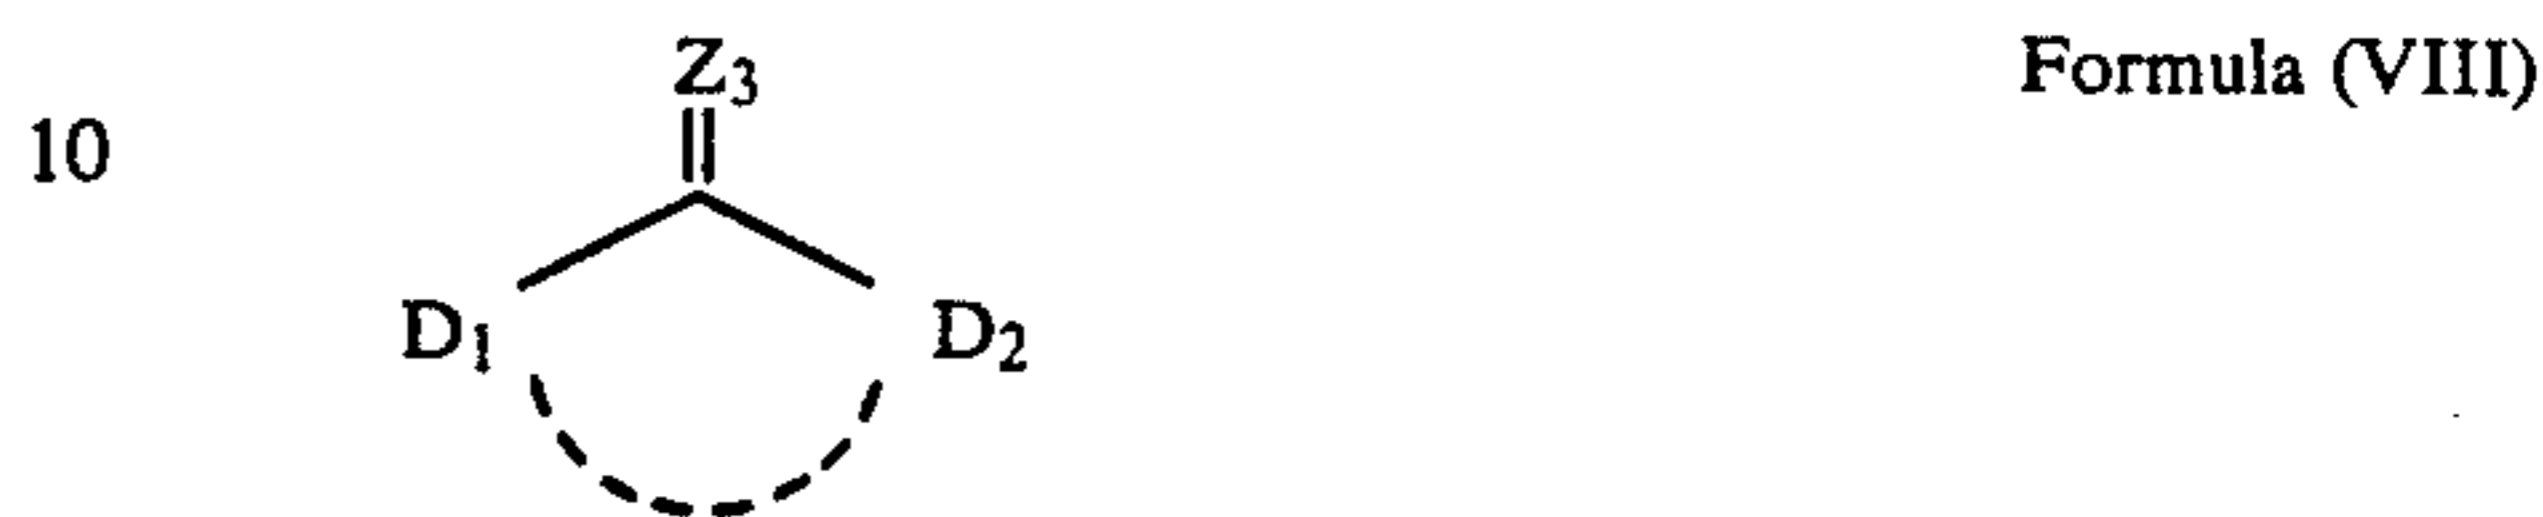 Z₃
Formula (VIII)
10
D₁ D₂